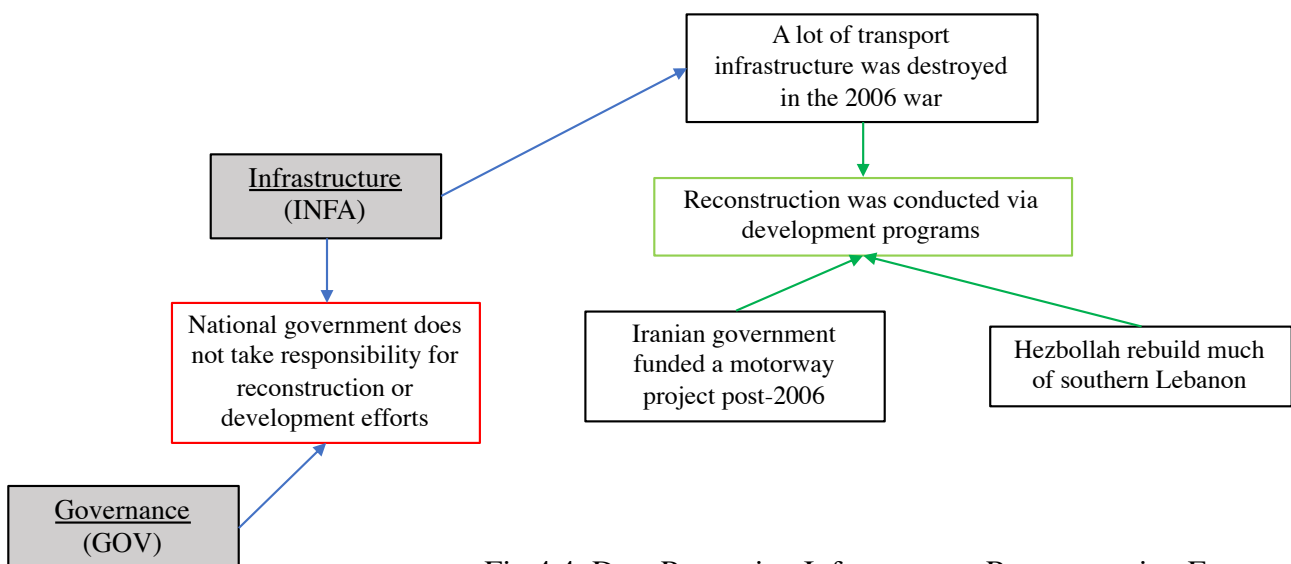 A lot of transport
infrastructure was destroyed
in the 2006 war
Infrastructure
(INFA)
Reconstruction was conducted via
development programs
National government does
not take responsibility for
reconstruction or
development efforts
Iranian government
funded a motorway
project post-2006
Hezbollah rebuild much
of southern Lebanon
Governance
(GOV)